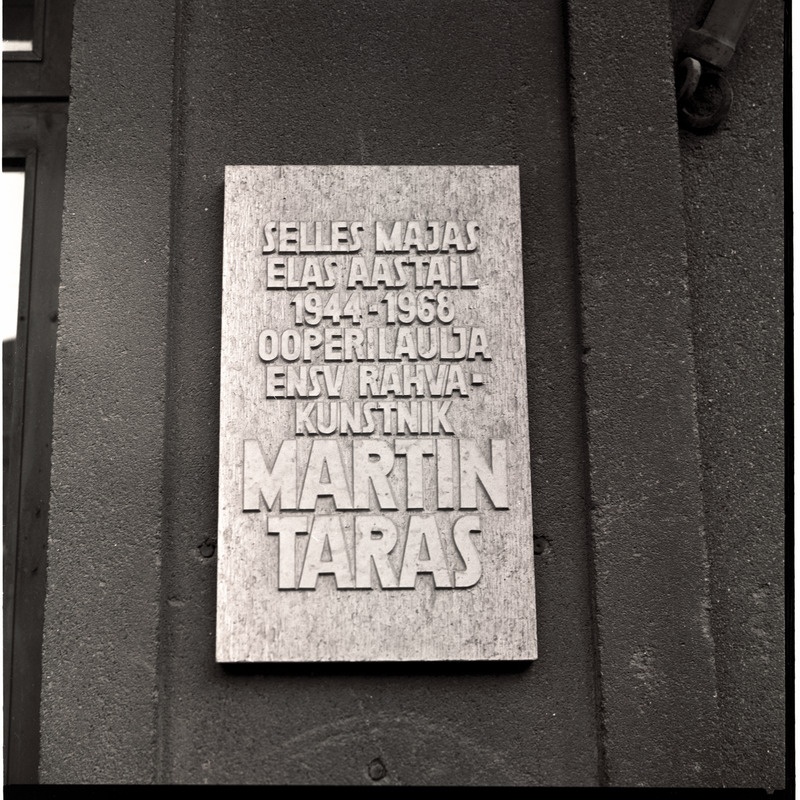 SELLES MAJAS
ELAS AASTAIL
1944-1968
OOPERILAULJA
ENSV RAHVA-
KUNSTNIK
MARTIN
TARAS